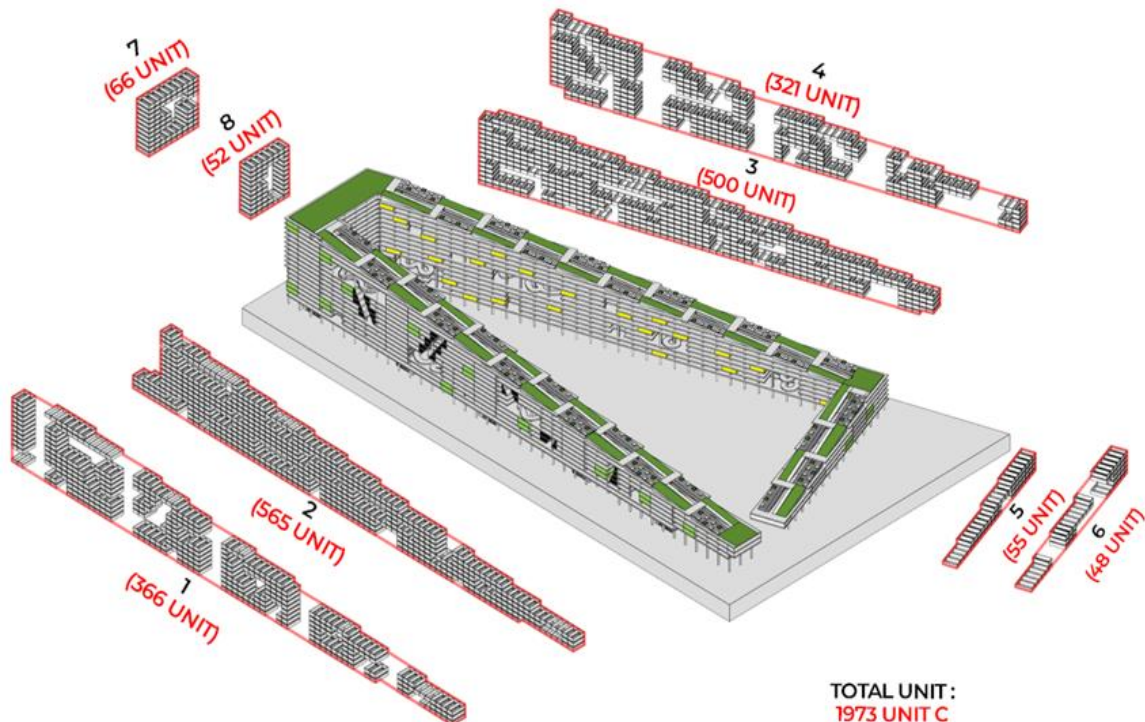 7
(66 UNIT)
8
(52 UNIT)
4
(321 UNIT)
3
(500 UNIT)
2
(565 UNIT)
1
(366 UNIT)
5
(55 UNIT)
6
(48 UNIT)
TOTAL UNIT :
1973 UNIT C